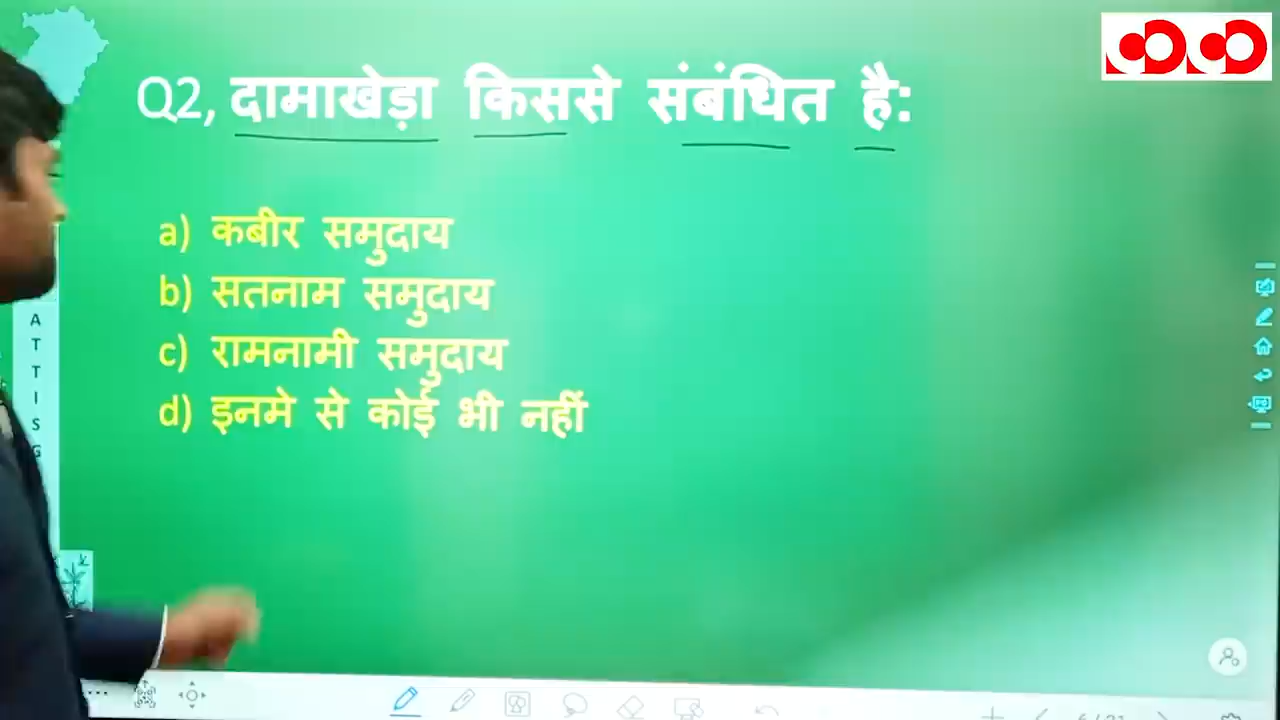 Q2, दामाखेड़ा किससे संबंधित है:
a) कबीर समुदाय
b) सतनाम समुदाय
c) रामनामी समुदाय
d) इनमे से कोई भी नहीं
A
T
T
I
S
G